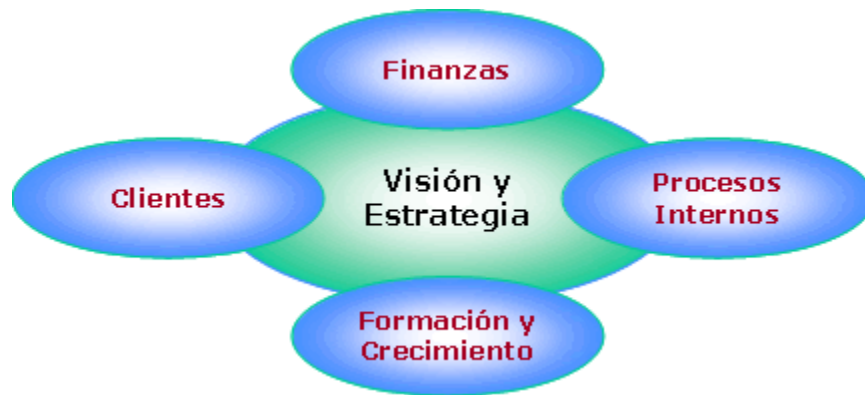 Finanzas
Clientes
Visión y
Estrategia
Procesos
Internos
Formación y
Crecimiento